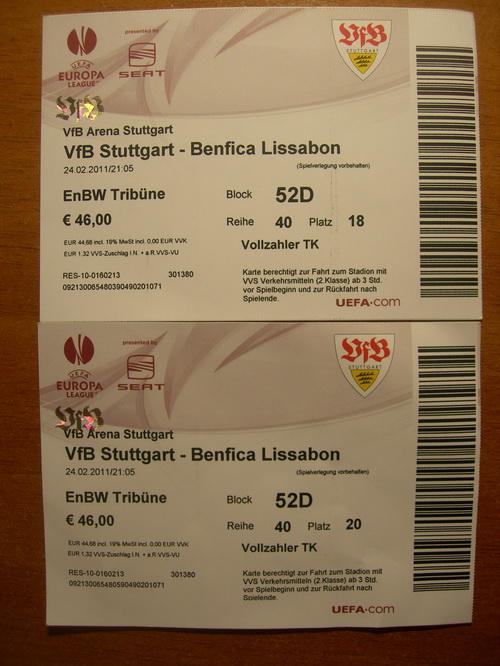 UEFA
EUROPA
LEAGUE
presented by
SEAT
VfB
STUTTGART
VfB
VfB Arena Stuttgart
VfB Stuttgart - Benfica Lissabon
24.02.2011/21:05
(Spielverlegung vorbehalten)
EnBW Tribüne
Block 52D
€ 46,00
Reihe 40 Platz 18
EUR 44,68 incl. 19% MwSt incl. 0,00 EUR VVK
Vollzahler TK
EUR 1,32 VVS-Zuschlag i.N. + a.R.VVS-VU
RES-10-0160213 301380
09213006548039049020​1071
Karte berechtigt zur Fahrt zum Stadion mit
VVS Verkehrsmitteln (2.Klasse) ab 3 Std.
vor Spielbeginn und zur Rückfahrt nach
Spielende.
UEFA.com
UEFA
EUROPA
LEAGUE
presented by
SEAT
VfB
STUTTGART
VfB
VfB Arena Stuttgart
VfB Stuttgart - Benfica Lissabon
24.02.2011/21:05
(Spielverlegung vorbehalten)
EnBW Tribüne
Block 52D
€ 46,00
Reihe 40 Platz 20
EUR 44,68 incl. 19% MwSt incl. 0,00 EUR VVK
Vollzahler TK
EUR 1,32 VVS-Zuschlag i.N. + a.R.VVS-VU
RES-10-0160213 301380
092130065480590490201071
Karte berechtigt zur Fahrt zum Stadion mit
VVS Verkehrsmitteln (2.Klasse) ab 3 Std.
vor Spielbeginn und zur Rückfahrt nach
Spielende.
UEFA.com